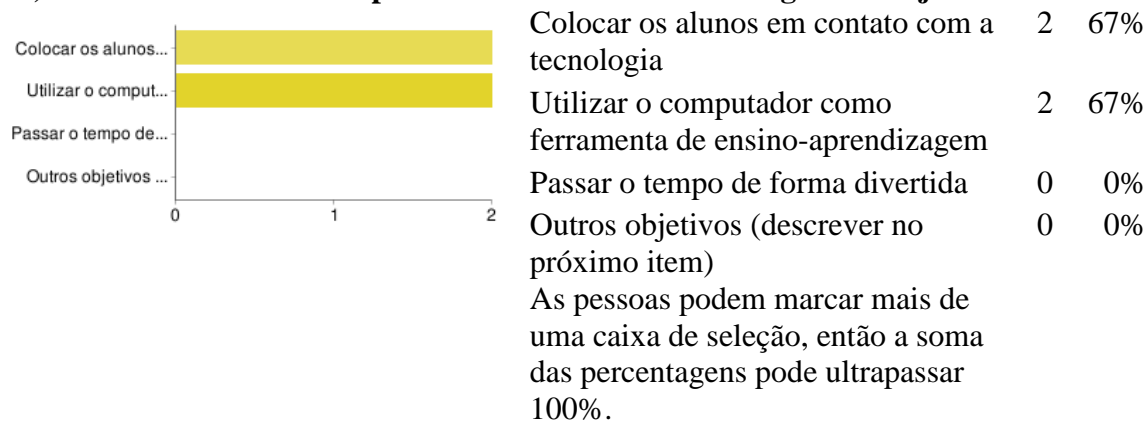 Colocar os alunos...
Utilizar o comput...
Passar o tempo de...
Outros objetivos ...
0 1 2
Colocar os alunos em contato com a 2 67%
tecnologia
Utilizar o computador como 2 67%
ferramenta de ensino-aprendizagem
Passar o tempo de forma divertida 0 0%
Outros objetivos (descrever no 0 0%
próximo item)
As pessoas podem marcar mais de
uma caixa de seleção, então a soma
das percentagens pode ultrapassar
100%.